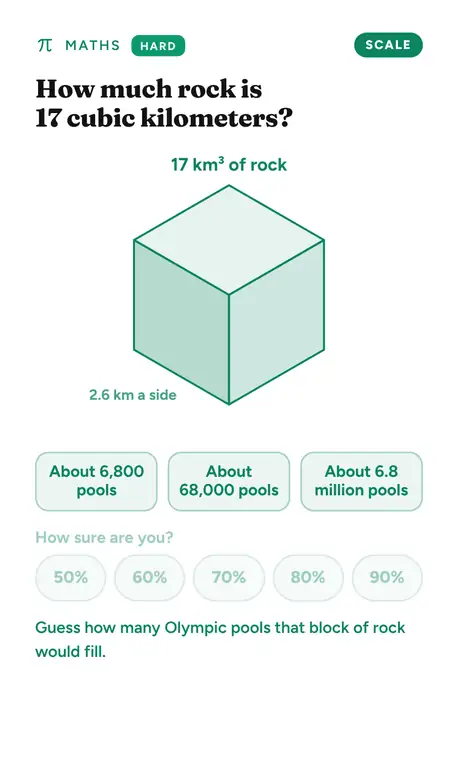 π MATHS HARD SCALE
How much rock is
17 cubic kilometers?
17 km³ of rock
2.6 km a side
About 6,800
pools
About
68,000 pools
About 6.8
million pools
How sure are you?
50% 60% 70% 80% 90%
Guess how many Olympic pools that block of rock
would fill.